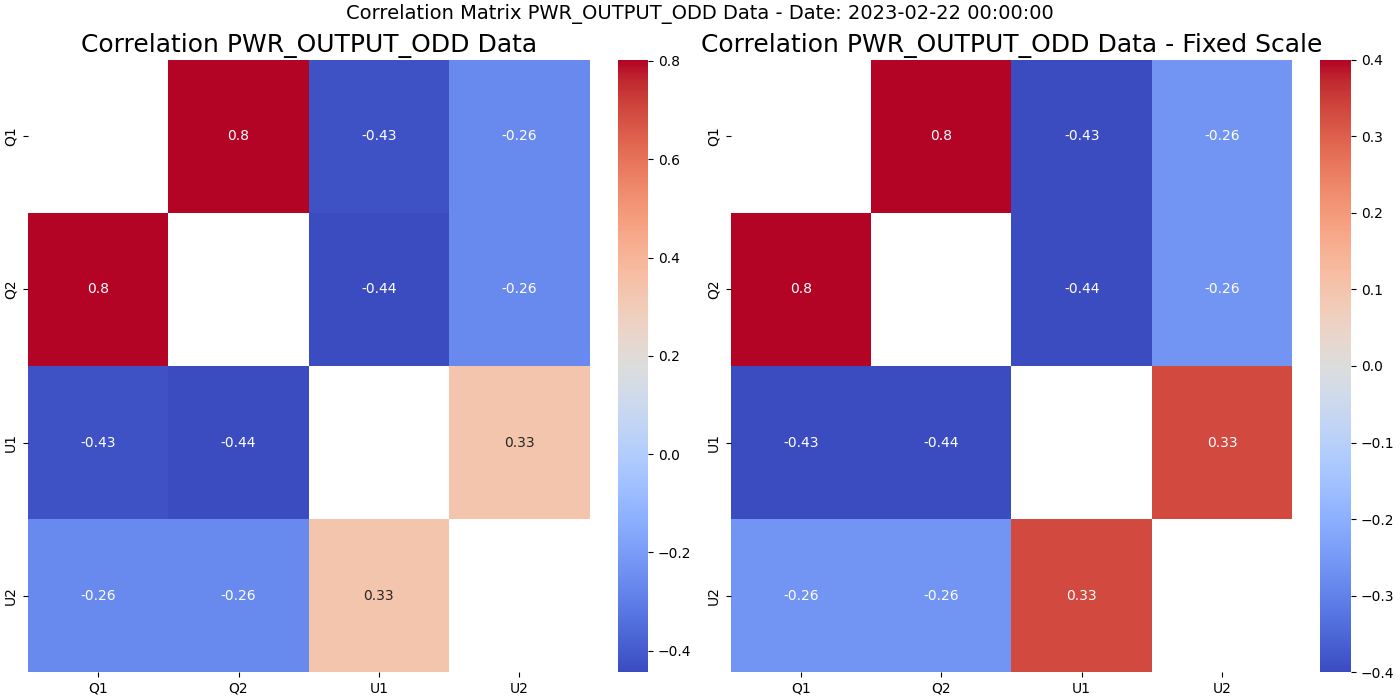 Correlation Matrix PWR_OUTPUT_ODD Data - Date: 2023-02-22 00:00:00
Correlation PWR_OUTPUT_ODD Data
Q1
0.8
-0.43
-0.26
Q2
0.8
-0.44
-0.26
U1
-0.43
-0.44
0.33
U2
-0.26
-0.26
0.33
Q1
Q2
U1
U2
0.8
0.6
0.4
0.2
0.0
−0.2
−0.4
Correlation PWR_OUTPUT_ODD Data - Fixed Scale
Q1
0.8
-0.43
-0.26
Q2
0.8
-0.44
-0.26
U1
-0.43
-0.44
0.33
U2
-0.26
-0.26
0.33
Q1
Q2
U1
U2
0.4
0.3
0.2
0.1
0.0
−0.1
−0.2
−0.3
−0.4